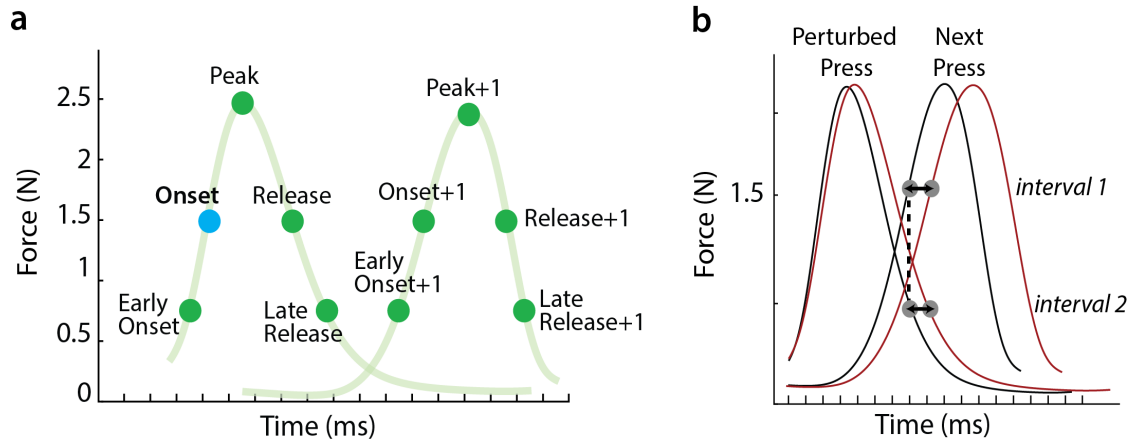 a
Force (N)
2.5
2
1.5
1
0.5
0
Peak
Onset
Release
Early
Onset
Late
Release
Peak+1
Onset+1
Release+1
Early
Onset+1
Late
Release+1
Time (ms)
b
Perturbed
Press
Next
Press
Force (N)
1.5
interval 1
interval 2
Time (ms)